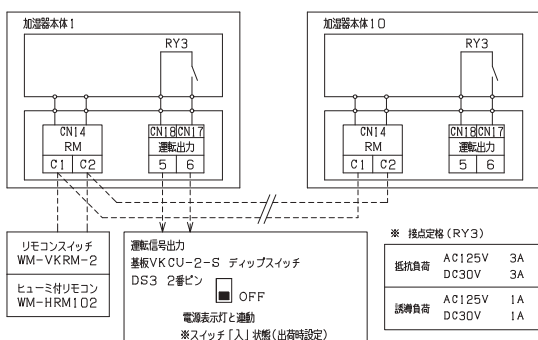 加湿器本体1
RY3
CN14
RM
C1 C2
CN18 CN17
運転出力
5 6
加湿器本体10
RY3
CN14
RM
C1 C2
CN18 CN17
運転出力
5 6
リモコンスイッチ
WM-VKRM-2
ヒューミ付リモコン
WM-HRM102
運転信号出力
基板VKCU-2-S ディップスイッチ
DS3 2番ピン
OFF
電源表示灯と連動
※スイッチ「入」状態(出荷時設定)
※ 接点定格(RY3)
抵抗負荷 AC125V 3A
DC30V 3A
誘導負荷 AC125V 1A
DC30V 1A